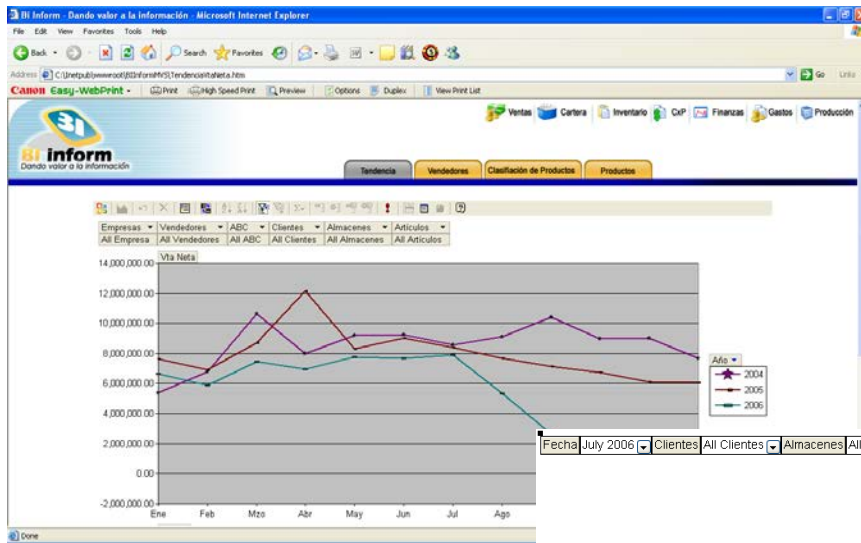 BI Inform - Dando valor a la información - Microsoft Internet Explorer
File Edit View Favorites Tools Help
Back Search Favorites
Address C:\Inetpub\wwwroot\BIInformMVS\Tendencia\VtaNeta.htm Go Links
Canon Easy-WebPrint Print High Speed Print Preview Options Duplex View Print List
Ventas Cartera Inventario CxP Finanzas Gastos Producción
31
BI inform
Dando valor a la información
Tendencia Vendedores Clasifiación de Productos Productos
Empresas Vendedores ABC Clientes Almacenes Artículos
All Empresa All Vendedores All ABC All Clientes All Almacenes All Artículos
Vta Neta
14,000,000.00
12,000,000.00
10,000,000.00
8,000,000.00
6,000,000.00
4,000,000.00
2,000,000.00
0.00
-2,000,000.00
Año
2004
2005
2006
Fecha July 2006 Clientes All Clientes Almacenes All
Ene Feb Mzo Abr May Jun Jul Ago
Done